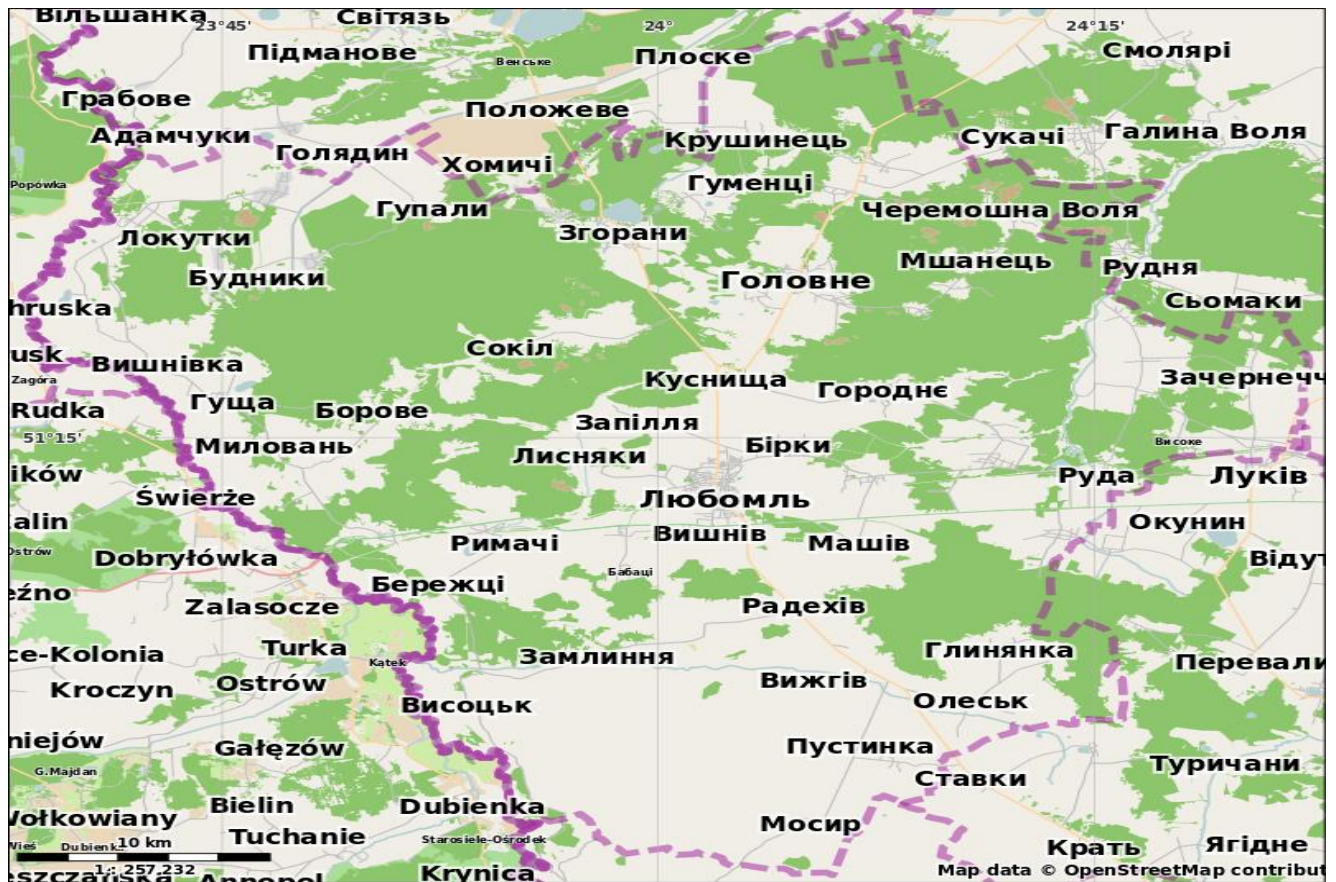 Вільшанка
Світязь
23°45'
24°
24°15'
Підманове
Венське
Плоске
Смолярі
Грабове
Положеве
Адамчуки
Крушинець
Сукачі
Галина Воля
Голядин
Хомичі
Popówka
Гуменці
Гупали
Черемошна Воля
Локутки
Згорани
Мшанець
Рудня
Будники
Головне
Сьомаки
hruska
usk
Сокіл
Вишнівка
Zagóra
Куснища
Городнє
Зачернечч
Rudka
Гуща
Борове
Запілля
51°15'
Миловань
Лисняки
Бірки
Високе
ików
Руда
Луків
Świerże
Любомль
alin
Окунин
Вишнів
Римачі
Машів
Ostrów
Dobryłówka
Відут
Бабаці
Бережці
eźno
Zalasocze
Радехів
Turka
Глинянка
ce-Kolonia
Kątek
Замлиння
Перевали
Kroczyn
Ostrów
Вижгів
Олеськ
Висоцьк
niejów
Gałęzów
Пустинка
G.Majdan
Ставки
Туричани
Bielin
Dubienka
Wołkowiany
Мосир
Tuchanie
Starosiele-Ośrodek
Wieś
Dubienk
10 km
Крать
Ягідне
1 : 257,232
Krynica
Annopol
Map data © OpenStreetMap contribut